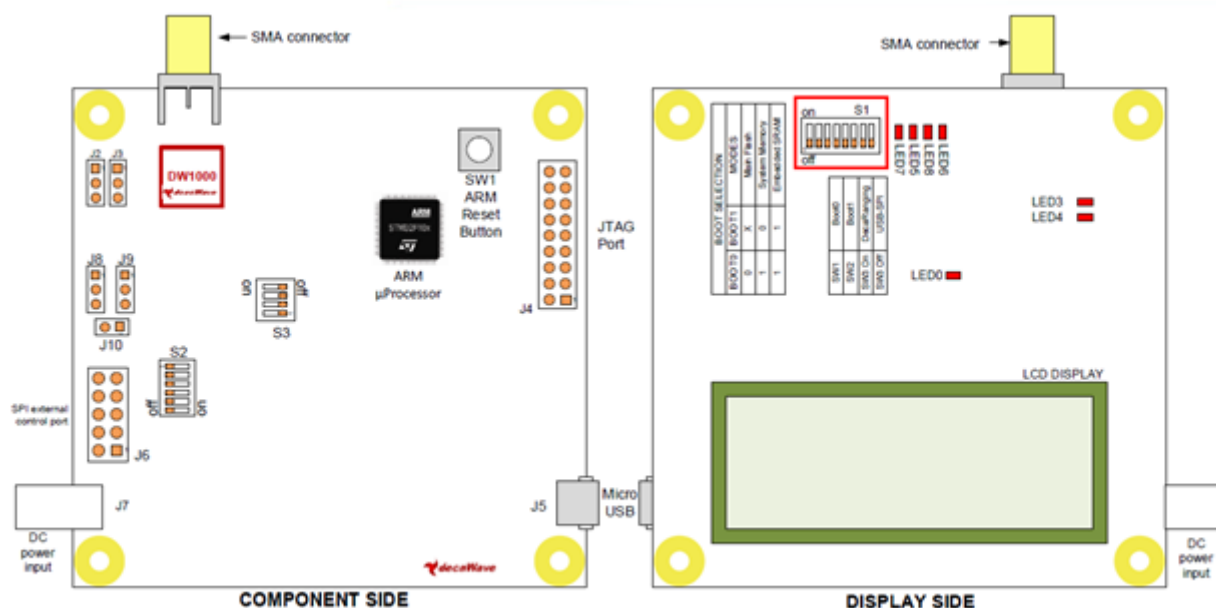 SMA connector
SMA connector
J2
J3
DW1000
decaWave
SW1
ARM
Reset
Button
ARM
ARM
µProcessor
JTAG
Port
J4
J8
J9
J10
on
off
S3
S2
off
on
SPI external
control port
J6
J7
DC
power
input
J5
Micro
USB
decaWave
COMPONENT SIDE
on
off
S1
BOOT SELECTION
BOOT0 BOOT1 MODES
0 X Main Flash
1 0 System Memory
1 1 Embedded SRAM
SW1 Boot0
SW2 Boot1
SW3 On DecaRanging
SW3 Off USB-SPI
LED7
LED5
LED8
LED6
LED3
LED4
LED0
LCD DISPLAY
DC
power
input
DISPLAY SIDE